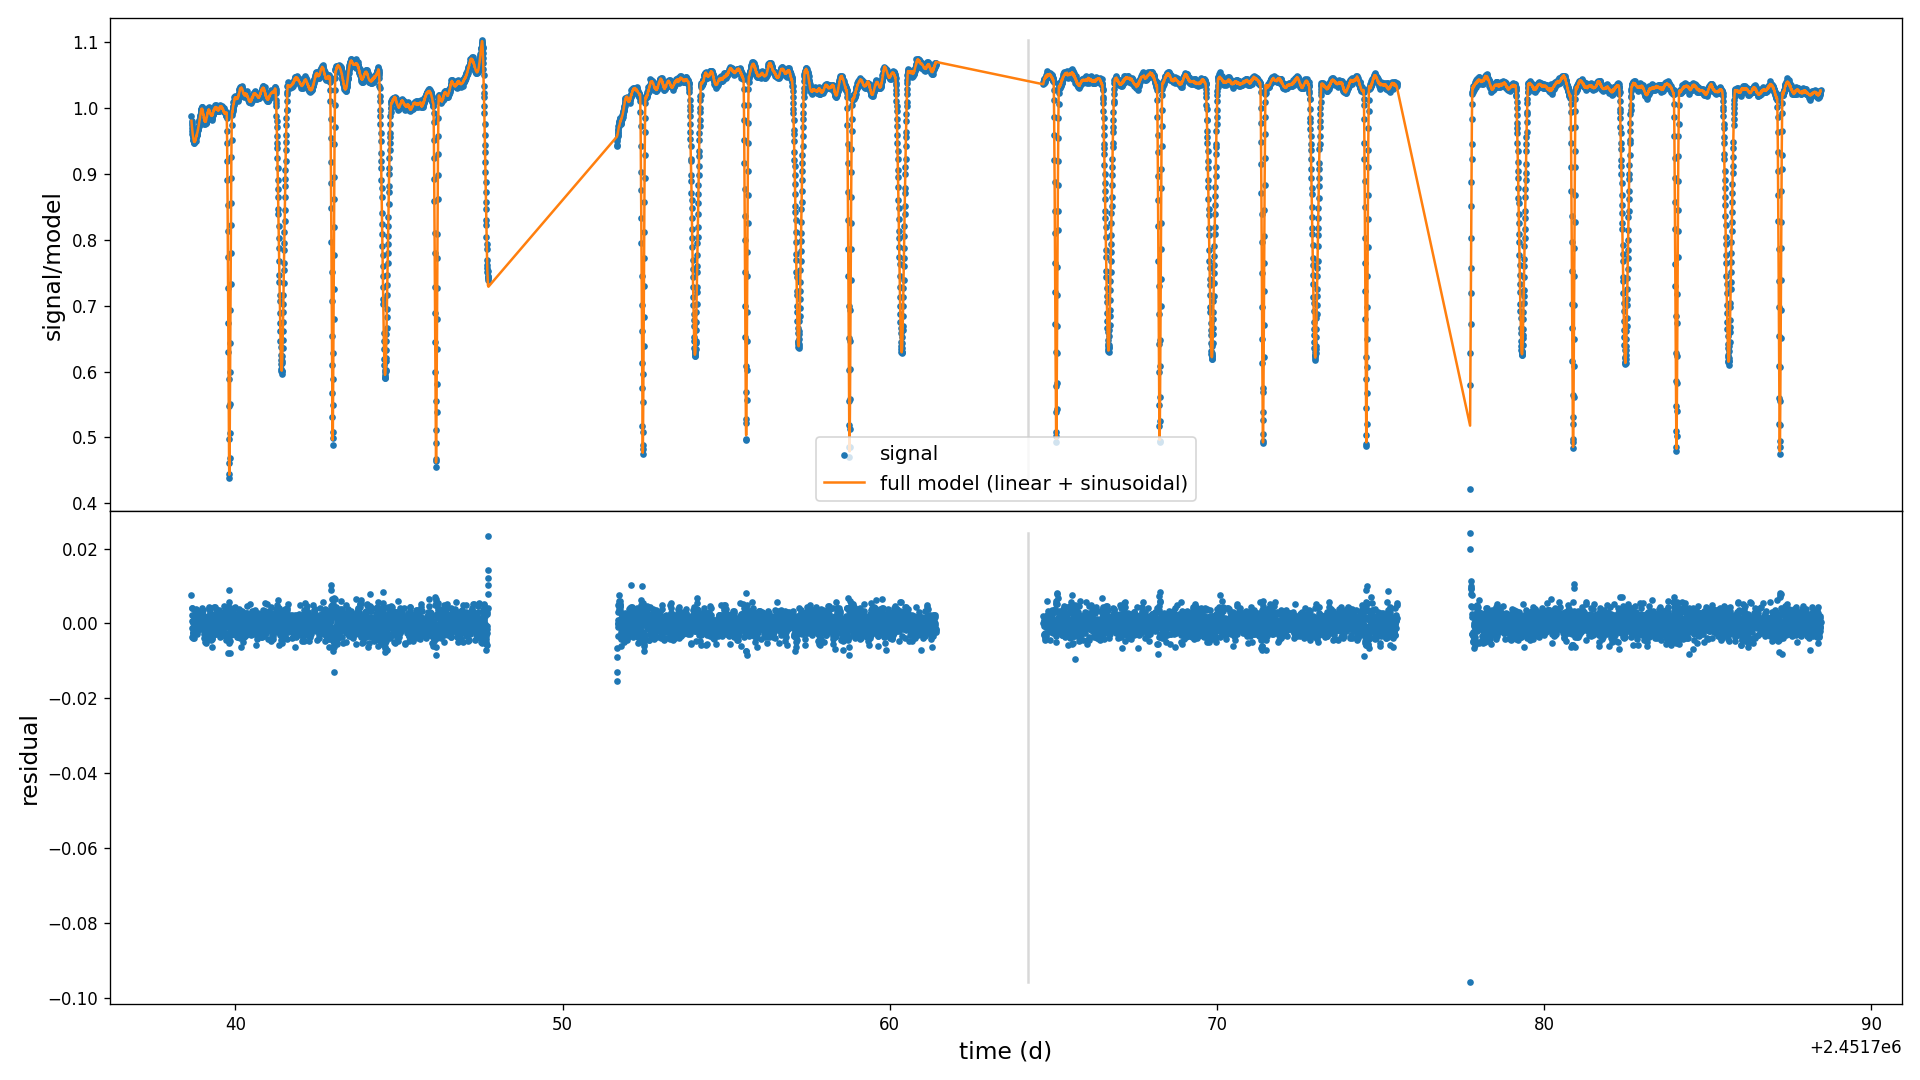 1.1
1.0
0.9
0.8
0.7
0.6
0.5
0.4
signal/model
signal
full model (linear + sinusoidal)
0.02
0.00
−0.02
−0.04
−0.06
−0.08
−0.10
residual
40 50 60 70 80 90
time (d)
+2.4517e6